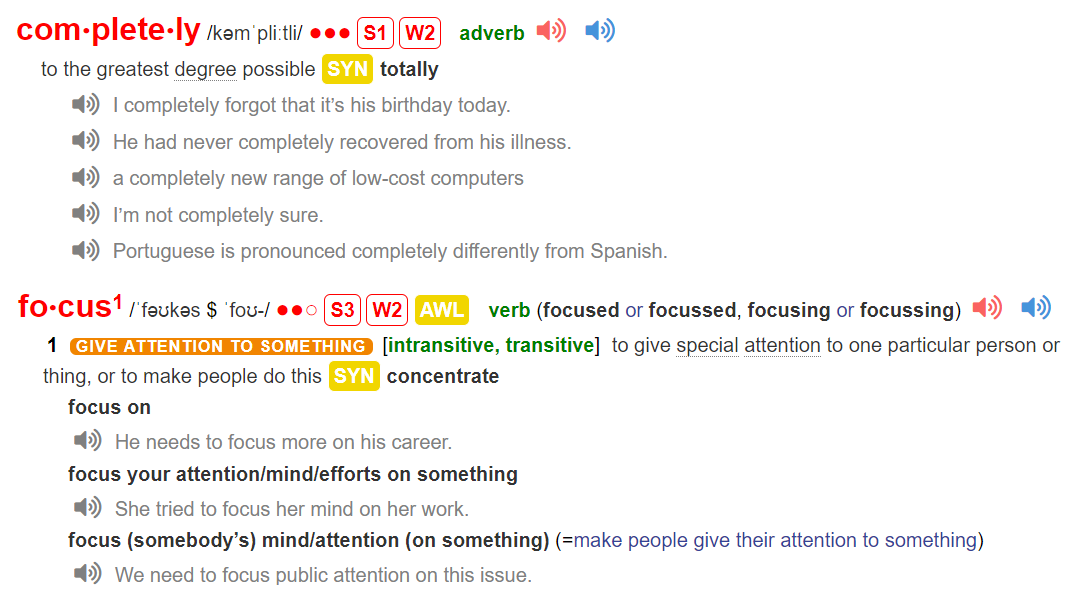 com•plete•ly /kəmˈpliːtli/ ●●● S1 W2 adverb
to the greatest degree possible SYN totally
I completely forgot that it’s his birthday today.
He had never completely recovered from his illness.
a completely new range of low-cost computers
I’m not completely sure.
Portuguese is pronounced completely differently from Spanish.
fo•cus¹ /ˈfəʊkəs $ ˈfoʊ-/ ●●○ S3 W2 AWL verb (focused or focussed, focusing or focussing)
1 GIVE ATTENTION TO SOMETHING [intransitive, transitive] to give special attention to one particular person or
thing, or to make people do this SYN concentrate
focus on
He needs to focus more on his career.
focus your attention/mind/efforts on something
She tried to focus her mind on her work.
focus (somebody’s) mind/attention (on something) (=make people give their attention to something)
We need to focus public attention on this issue.